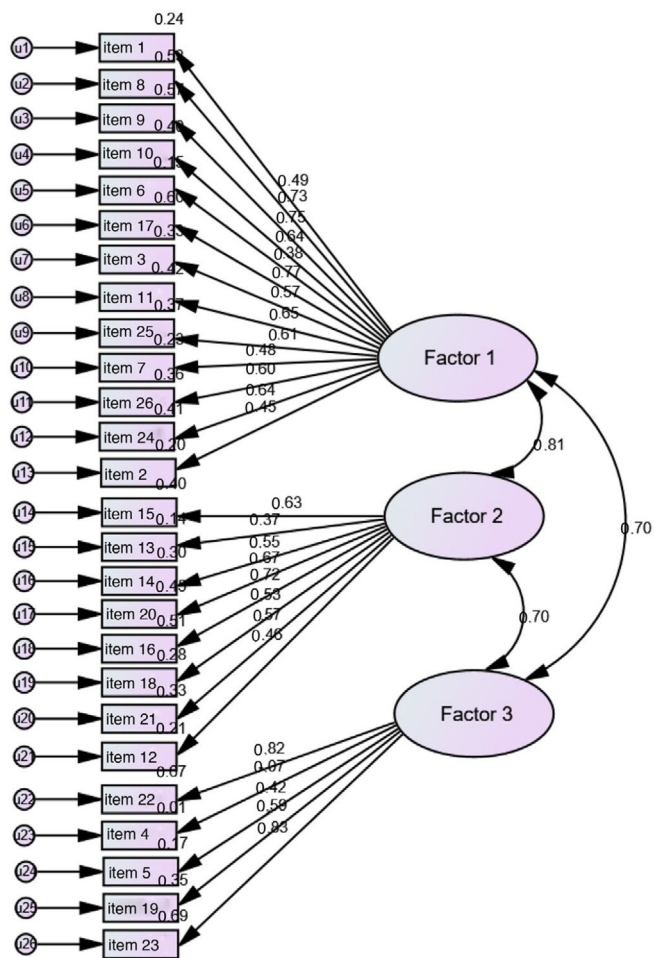 0.24
u1 item 1
0.53
u2 item 8
0.57
u3 item 9
0.40
u4 item 10
0.15
u5 item 6
0.60
u6 item 17
0.33
u7 item 3
0.42
u8 item 11
0.37
u9 item 25
0.23
u10 item 7
0.36
u11 item 26
0.41
u12 item 24
0.20
u13 item 2
0.40
u14 item 15
0.14
u15 item 13
0.30
u16 item 14
0.45
u17 item 20
0.51
u18 item 16
0.28
u19 item 18
0.33
u20 item 21
0.21
u21 item 12
0.67
u22 item 22
0.01
u23 item 4
0.17
u24 item 5
0.35
u25 item 19
0.69
u26 item 23
0.49
0.73
0.75
0.64
0.38
0.77
0.57
0.65
0.61
0.48
0.60
0.64
0.45
Factor 1
0.81
0.63
0.37
0.55
0.67
0.72
0.53
0.57
0.46
Factor 2
0.70
0.70
Factor 3
0.82
0.07
0.42
0.59
0.83